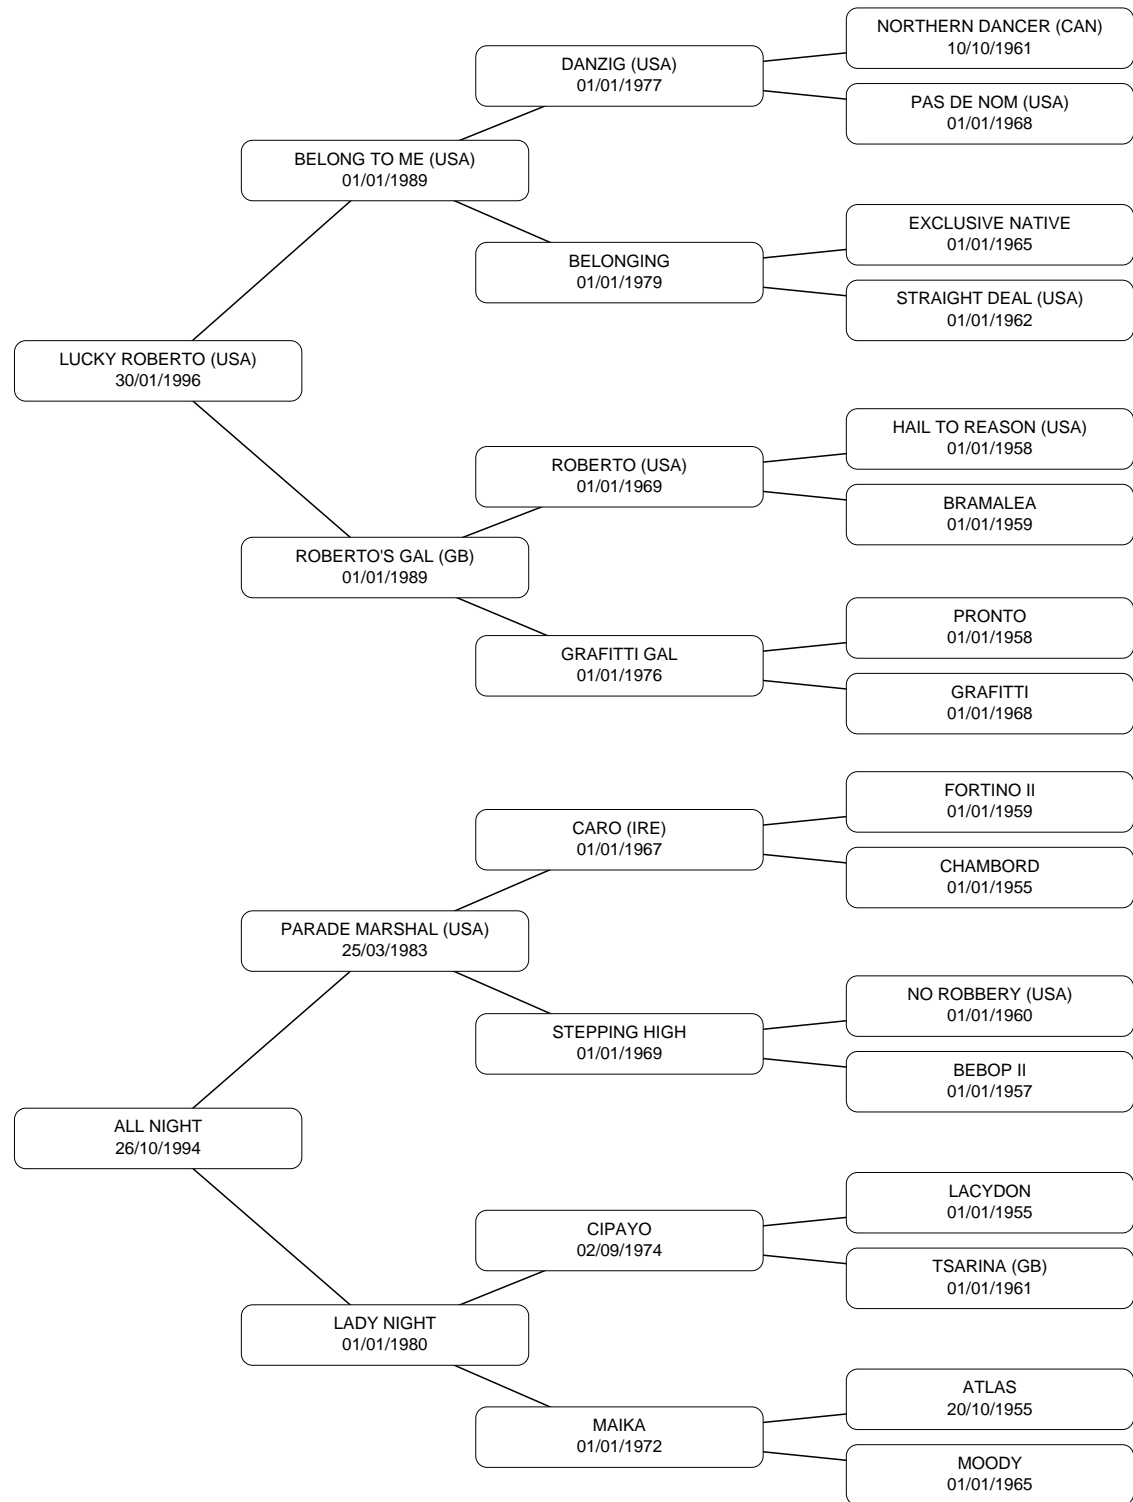 NORTHERN DANCER (CAN)
10/10/1961
DANZIG (USA)
01/01/1977
PAS DE NOM (USA)
01/01/1968
BELONG TO ME (USA)
01/01/1989
EXCLUSIVE NATIVE
01/01/1965
BELONGING
01/01/1979
STRAIGHT DEAL (USA)
01/01/1962
LUCKY ROBERTO (USA)
30/01/1996
HAIL TO REASON (USA)
01/01/1958
ROBERTO (USA)
01/01/1969
BRAMALEA
01/01/1959
ROBERTO'S GAL (GB)
01/01/1989
PRONTO
01/01/1958
GRAFITTI GAL
01/01/1976
GRAFITTI
01/01/1968
FORTINO II
01/01/1959
CARO (IRE)
01/01/1967
CHAMBORD
01/01/1955
PARADE MARSHAL (USA)
25/03/1983
NO ROBBERY (USA)
01/01/1960
STEPPING HIGH
01/01/1969
BEBOP II
01/01/1957
ALL NIGHT
26/10/1994
LACYDON
01/01/1955
CIPAYO
02/09/1974
TSARINA (GB)
01/01/1961
LADY NIGHT
01/01/1980
ATLAS
20/10/1955
MAIKA
01/01/1972
MOODY
01/01/1965